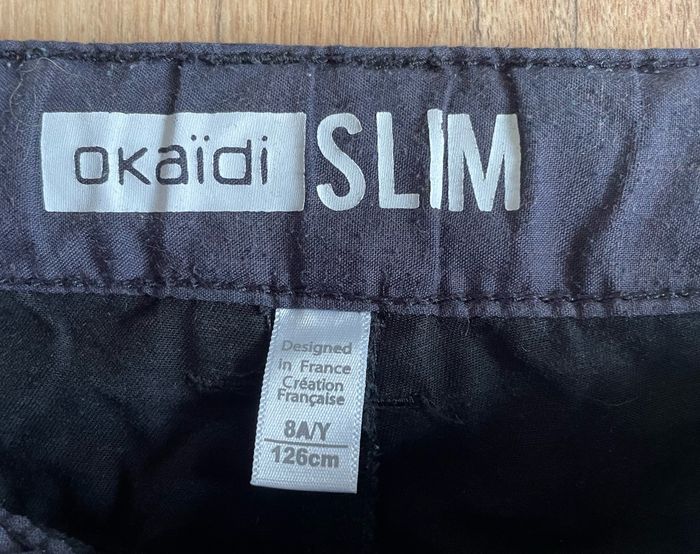 okaïdi SLIM
Designed
in France
Création
Française
8A/Y
126cm